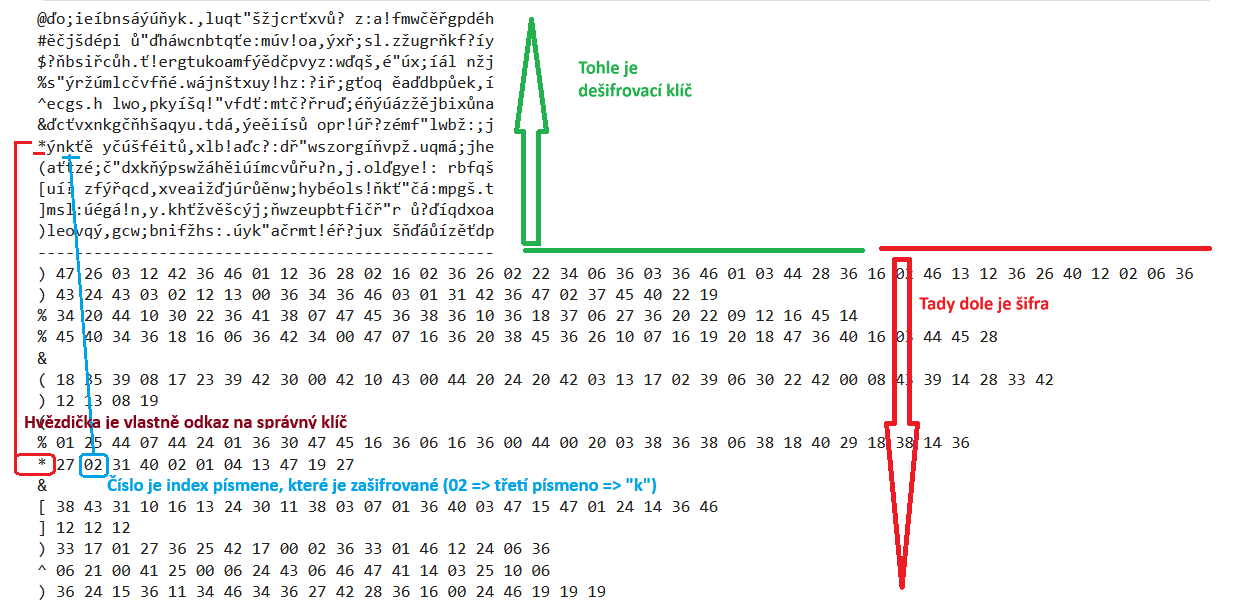 @ďo;ieíbnsáýúňyk.,luqt"šžjcrťxvů? z:a!fmwčěřgpdéh
#ěčjšdépi ů"ďháwcnbtqťe:múv!oa,ýxř;sl.zžugrňkf?íy
$?ňbsiřcůh.ť!ergtukoamfýědčpvyz:wďqš,é"úx;íál nžj
%s"ýržúmlcčvfňé.wájnštxuy!hz:?iř;gťoq ěaďdbpůek,í
^ecgs.h lwo,pkyíšq!"vfdť:mtč?řruď;éňýúázžějbixůna
&ďcťvxnkgčňhšaqyu.tdá,ýeěiísů opr!úř?zémf"lwbž:;j
*ýnkťě yčúšféitů,xlb!aďc?:dř"wszorgíňvpž.uqmá;jhe
(aťtzé;č"dxkňýpswžáhěiúímcvůřu?n,j.olďgye!: rbfqš
[uí? zfýřqcd,xveaižďjúrůěnw;hybéols!ňkť"čá:mpgš.t
]msl:úégá!n,y.khťžvěšcýj;ňwzeupbtfičř"r ů?ďíqdxoa
)leovqý,gcw;bnifžhs:.úyk"ačrmt!éř?jux šňďáůízěťdp
-------------------------------------------------
Tohle je
dešifrovací klíč
) 47 26 03 12 42 36 46 01 12 36 28 02 16 02 36 26 02 22 34 06 36 03 36 46 01 03 44 28 36 16 03 46 13 12 36 26 40 12 02 06 36
) 43 24 43 03 02 12 13 00 36 34 36 46 03 01 31 42 36 47 02 37 45 40 22 19
Tady dole je šifra
% 34 20 44 10 30 22 36 41 38 07 47 45 36 38 36 10 36 18 37 06 27 36 20 22 09 12 16 45 14
% 45 40 34 36 18 16 06 36 42 34 00 47 07 16 36 20 38 45 36 26 10 07 16 19 20 18 47 36 40 16 03 44 45 28
&
( 18 35 39 08 17 23 39 42 30 00 42 10 43 00 44 20 24 20 42 03 13 17 02 39 06 30 22 42 00 08 43 39 14 28 33 42
) 12 13 08 19
Hvězdička je vlastně odkaz na správný klíč
(
% 01 25 44 07 44 24 01 36 30 47 45 16 36 06 16 36 00 44 00 20 03 38 36 38 06 38 18 40 29 18 38 14 36
* 27 02 31 40 02 01 04 13 47 19 27
& Číslo je index písmene, které je zašifrované (02 => třetí písmeno => "k")
[ 38 43 31 10 16 13 24 30 11 38 03 07 01 36 40 03 47 15 47 01 24 14 36 46
] 12 12 12
) 33 17 01 27 36 25 42 17 00 02 36 33 01 46 12 24 06 36
^ 06 21 00 41 25 00 06 24 43 06 46 47 41 14 03 25 10 06
) 36 24 15 36 11 34 46 34 36 27 42 28 36 16 00 24 46 19 19 19